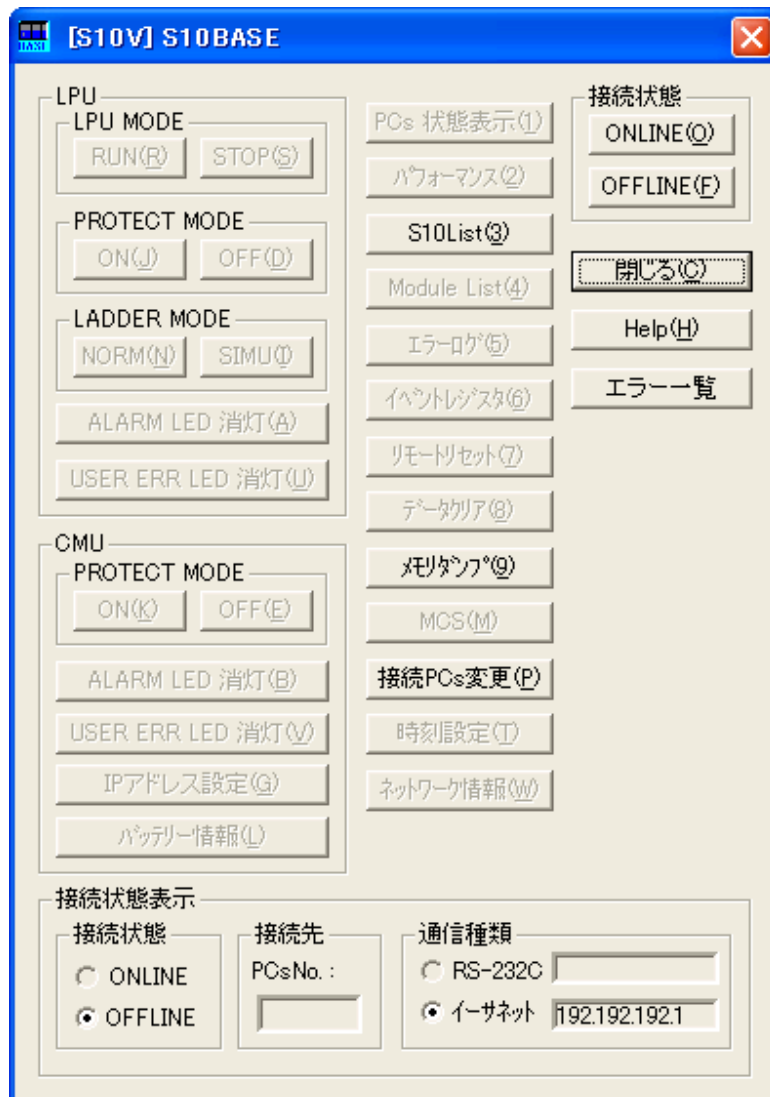 [S10V] S10BASE
LPU
LPU MODE
RUN(R) STOP(S)
PROTECT MODE
ON(J) OFF(D)
LADDER MODE
NORM(N) SIMU(I)
ALARM LED 消灯(A)
USER ERR LED 消灯(U)
CMU
PROTECT MODE
ON(K) OFF(E)
ALARM LED 消灯(B)
USER ERR LED 消灯(V)
IPアドレス設定(G)
バッテリー情報(L)
PCs 状態表示(1)
パフォーマンス(2)
S10List(3)
Module List(4)
エラーログ(5)
イベントレジスタ(6)
リモートリセット(7)
データクリア(8)
メモリダンプ(9)
MCS(M)
接続PCs変更(P)
時刻設定(T)
ネットワーク情報(W)
接続状態
ONLINE(O)
OFFLINE(F)
閉じる(C)
Help(H)
エラー一覧
接続状態表示
接続状態
ONLINE
OFFLINE
接続先
PCsNo. :
通信種類
RS-232C
イーサネット 192.192.192.1
BASE